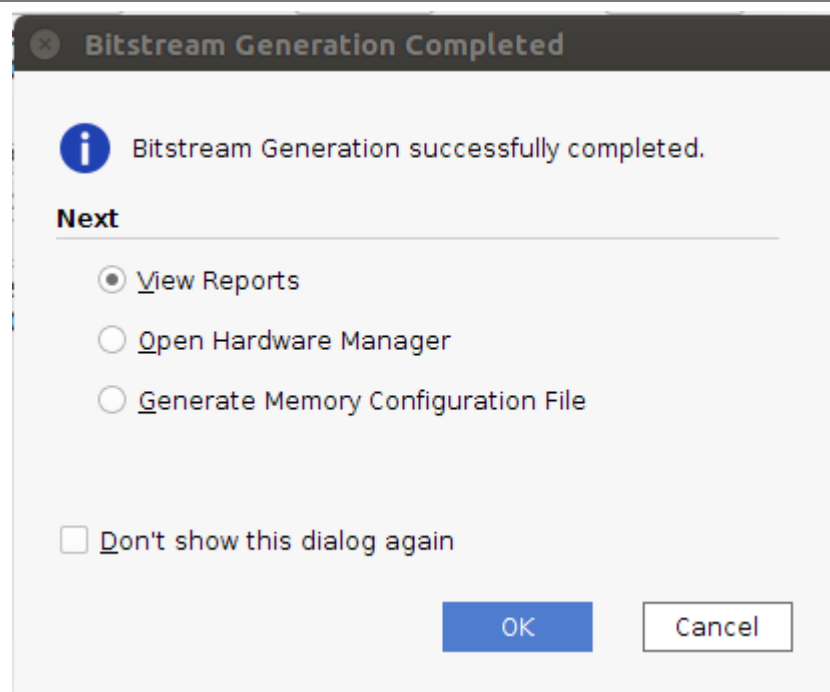 Bitstream Generation Completed
Bitstream Generation successfully completed.
Next
View Reports
Open Hardware Manager
Generate Memory Configuration File
Don't show this dialog again
OK Cancel